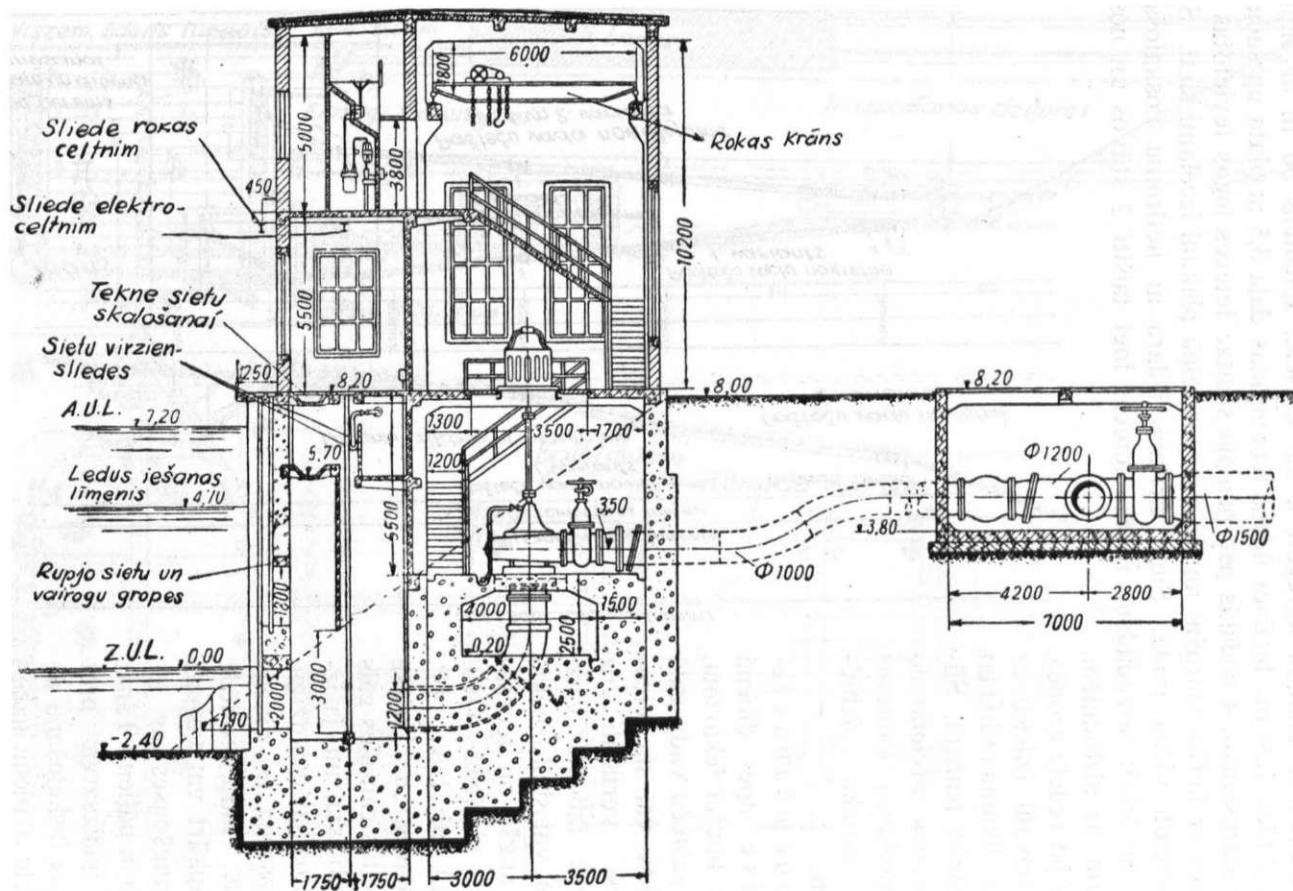 6000
800
5000
3800
Sliede rokas
celtnim
Rokas krāns
450
Sliede elektro-
celtnim
10200
5500
Tekne sietu
skalošanai
Sietu virzien-
sliedes
250
8,20
8,00
8,20
A.U.L.
7,20
1300
3500
1700
5,70
1200
Φ1200
Ledus iešanas
līmenis
4,70
5500
3,50
3,80
Φ1500
Φ1000
Rupjo sietu un
vairogu gropes
1200
4000
1500
4200
2800
7000
2500
0,20
Z.U.L.
0,00
3000
2000
1200
-1,90
-2,40
1750
1750
3000
3500